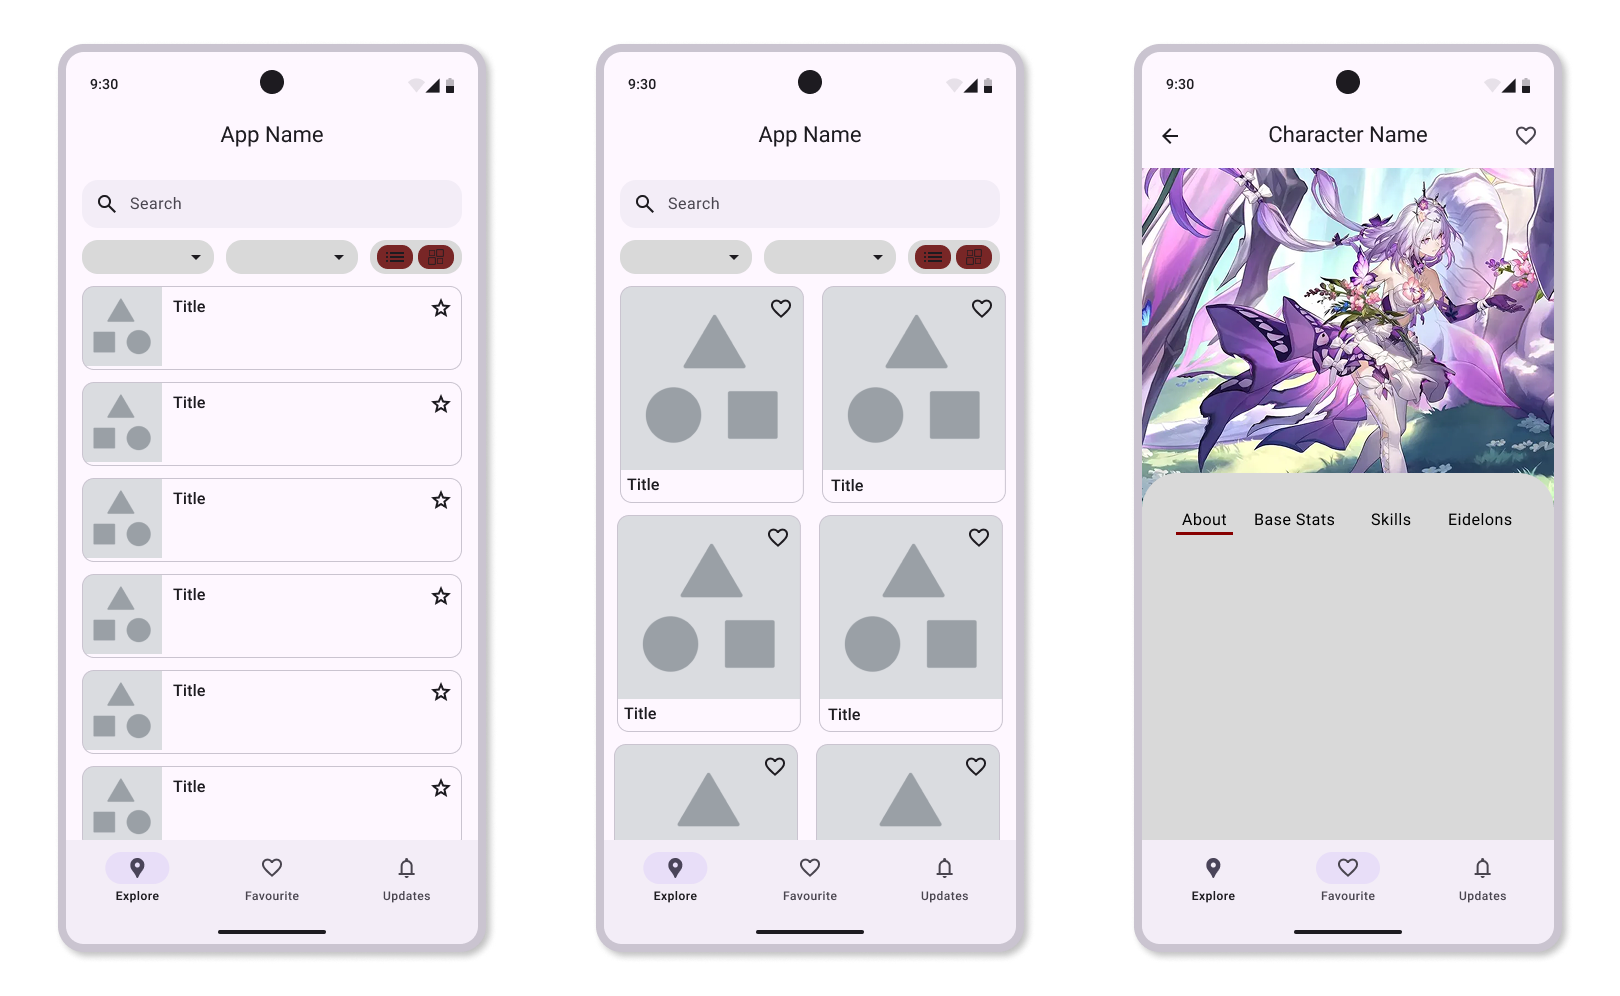 9:30
App Name
Search
Title
Title
Title
Title
Title
Title
Explore
Favourite
Updates
9:30
App Name
Search
Title
Title
Title
Title
Explore
Favourite
Updates
9:30
Character Name
About
Base Stats
Skills
Eidelons
Explore
Favourite
Updates